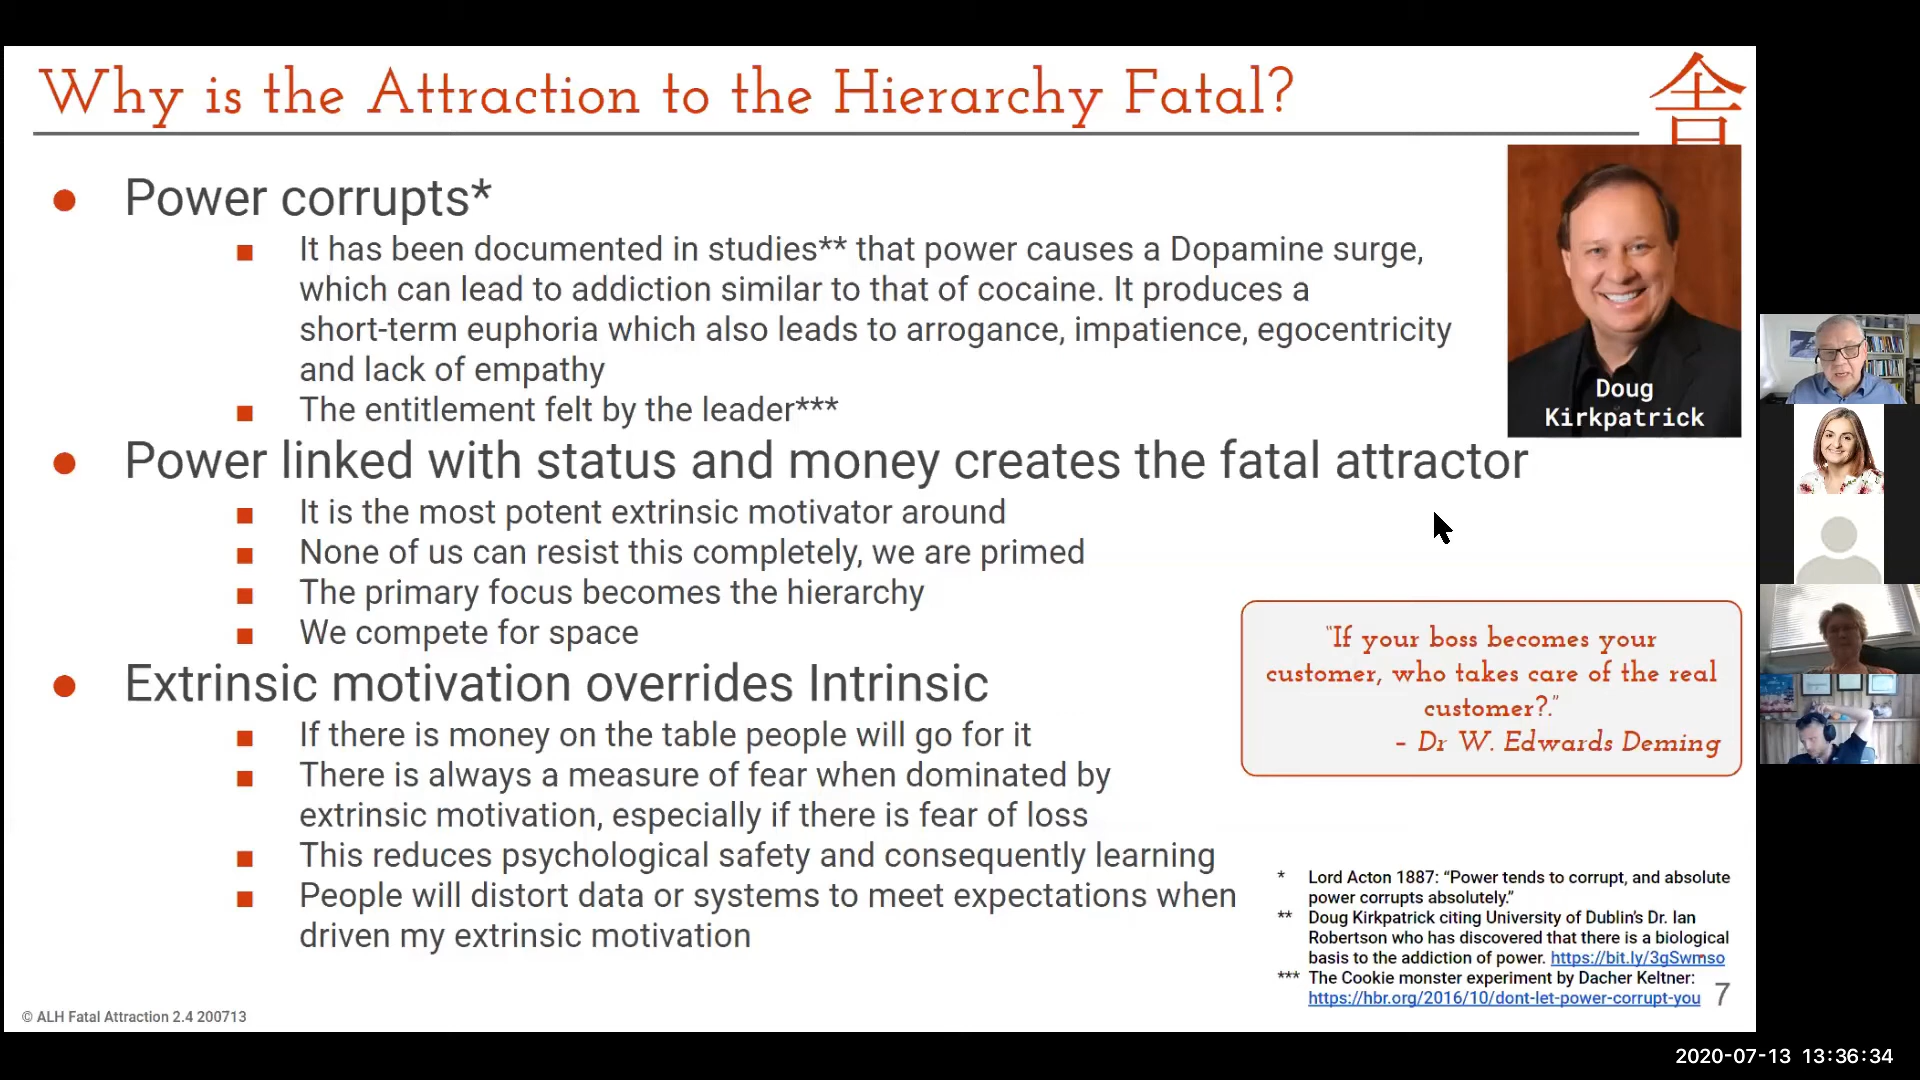 Why is the Attraction to the Hierarchy Fatal?
舎
Power corrupts*
It has been documented in studies** that power causes a Dopamine surge,
which can lead to addiction similar to that of cocaine. It produces a
short-term euphoria which also leads to arrogance, impatience, egocentricity
and lack of empathy
The entitlement felt by the leader***
Doug
Kirkpatrick
Power linked with status and money creates the fatal attractor
It is the most potent extrinsic motivator around
None of us can resist this completely, we are primed
The primary focus becomes the hierarchy
We compete for space
Extrinsic motivation overrides Intrinsic
If there is money on the table people will go for it
There is always a measure of fear when dominated by
extrinsic motivation, especially if there is fear of loss
This reduces psychological safety and consequently learning
People will distort data or systems to meet expectations when
driven my extrinsic motivation
"If your boss becomes your
customer, who takes care of the real
customer?."
- Dr W. Edwards Deming
* Lord Acton 1887: “Power tends to corrupt, and absolute
power corrupts absolutely.”
** Doug Kirkpatrick citing University of Dublin's Dr. Ian
Robertson who has discovered that there is a biological
basis to the addiction of power. https://bit.ly/3gSwmso
*** The Cookie monster experiment by Dacher Keltner:
https://hbr.org/2016/10/dont-let-power-corrupt-you
7
© ALH Fatal Attraction 2.4 200713
2020-07-13 13:36:34